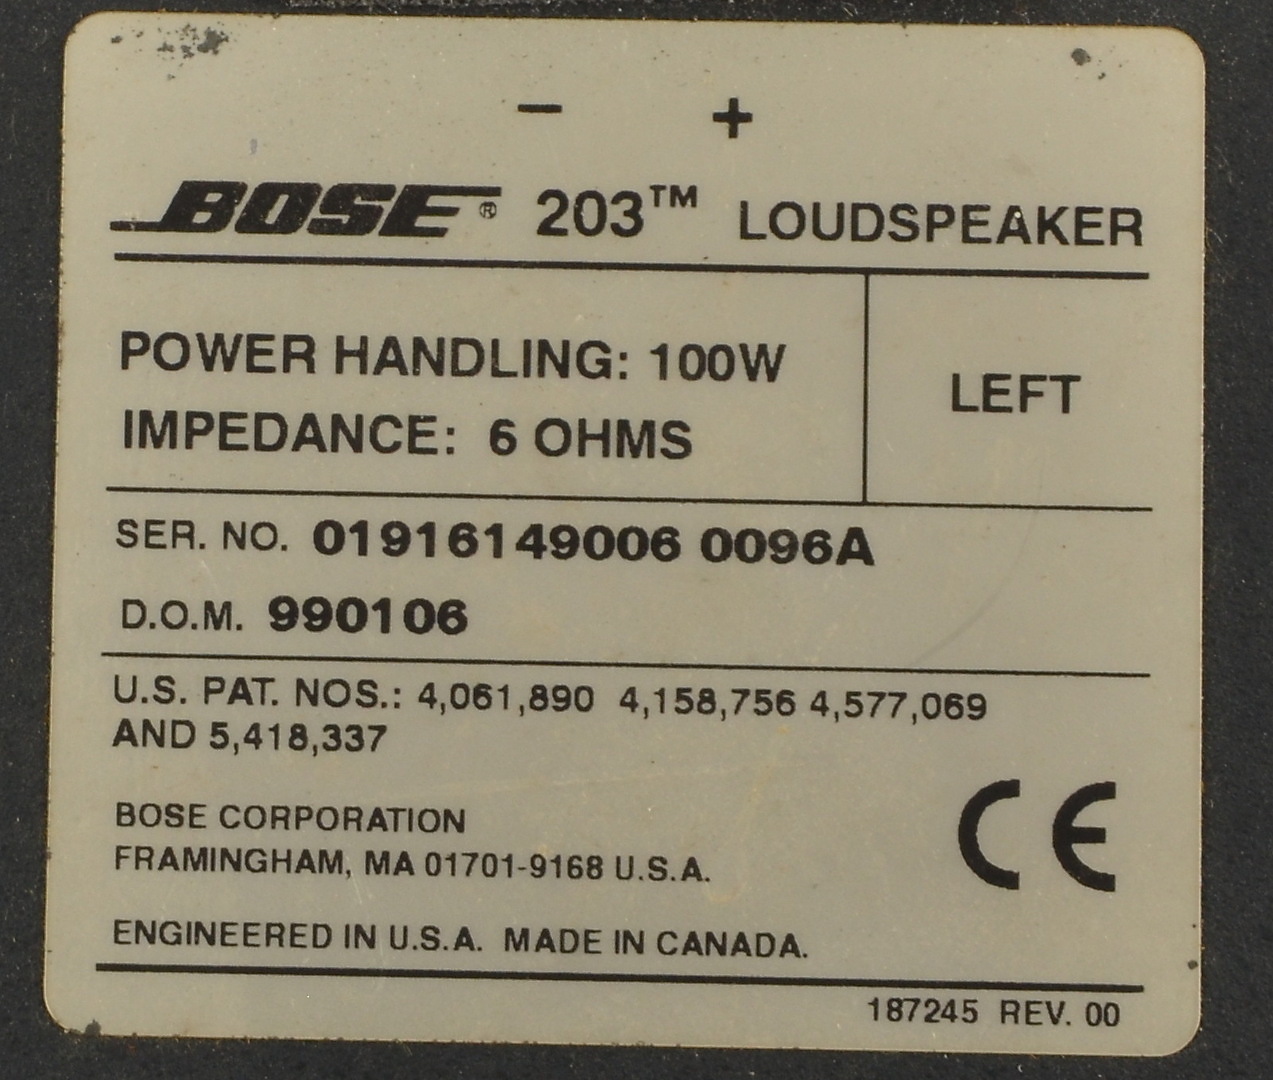 − +
BOSE® 203™ LOUDSPEAKER
POWER HANDLING: 100W
IMPEDANCE: 6 OHMS
LEFT
SER. NO. 01916149006 0096A
D.O.M. 990106
U.S. PAT. NOS.: 4,061,890 4,158,756 4,577,069
AND 5,418,337
BOSE CORPORATION
FRAMINGHAM, MA 01701-9168 U.S.A.
CE
ENGINEERED IN U.S.A. MADE IN CANADA.
187245 REV. 00